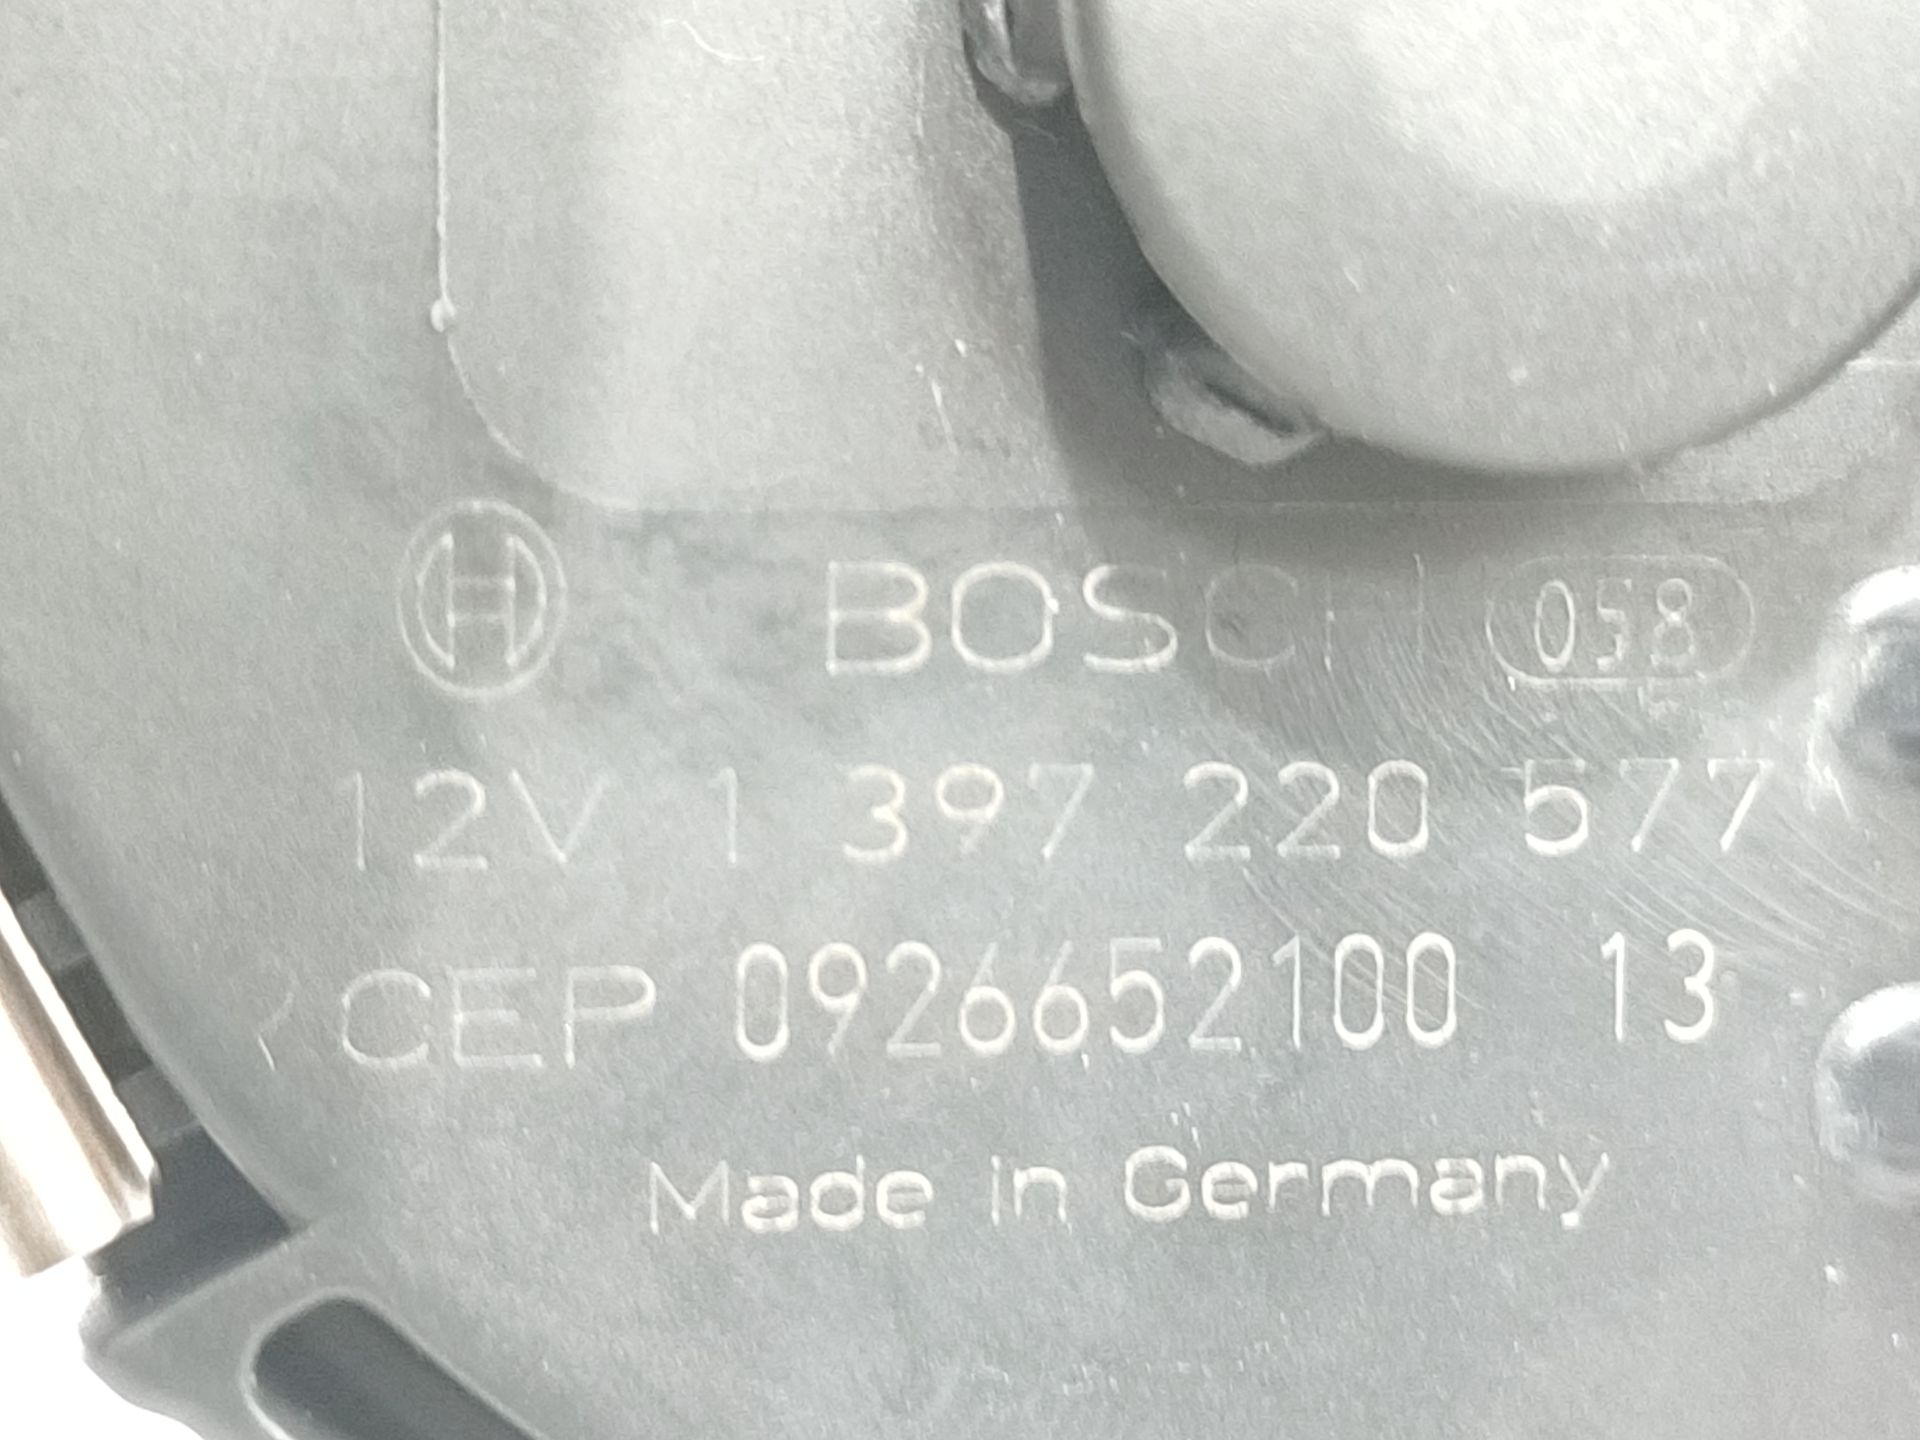 BOSCH 058
12V 1 397 220 577
CEP 0926652100 13
Made in Germany